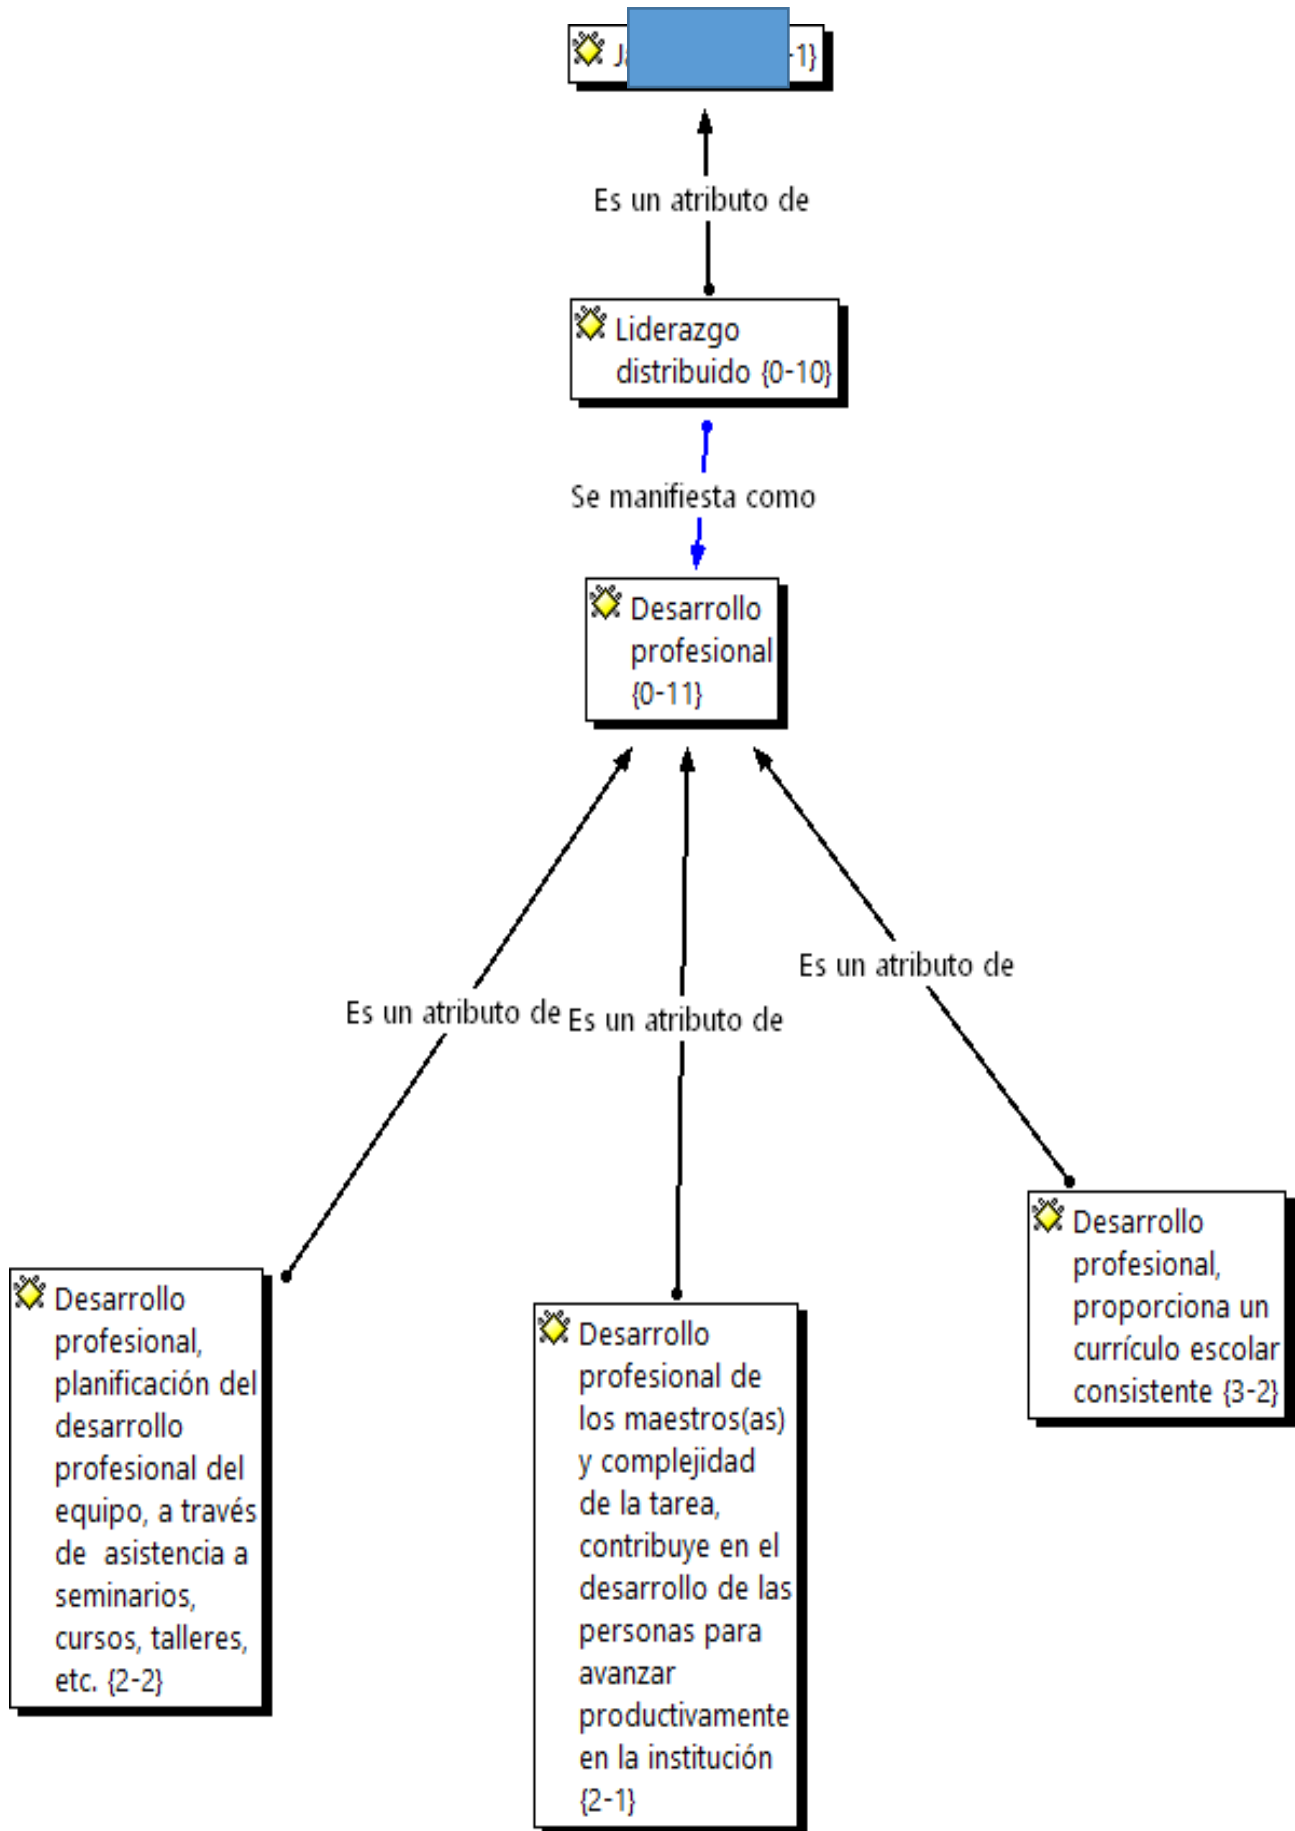 -1}
Es un atributo de
Liderazgo
distribuido {0-10}
Se manifiesta como
Desarrollo
profesional
{0-11}
Es un atributo de
Es un atributo de
Es un atributo de
Desarrollo
profesional,
planificación del
desarrollo
profesional del
equipo, a través
de asistencia a
seminarios,
cursos, talleres,
etc. {2-2}
Desarrollo
profesional de
los maestros(as)
y complejidad
de la tarea,
contribuye en el
desarrollo de las
personas para
avanzar
productivamente
en la institución
{2-1}
Desarrollo
profesional,
proporciona un
currículo escolar
consistente {3-2}